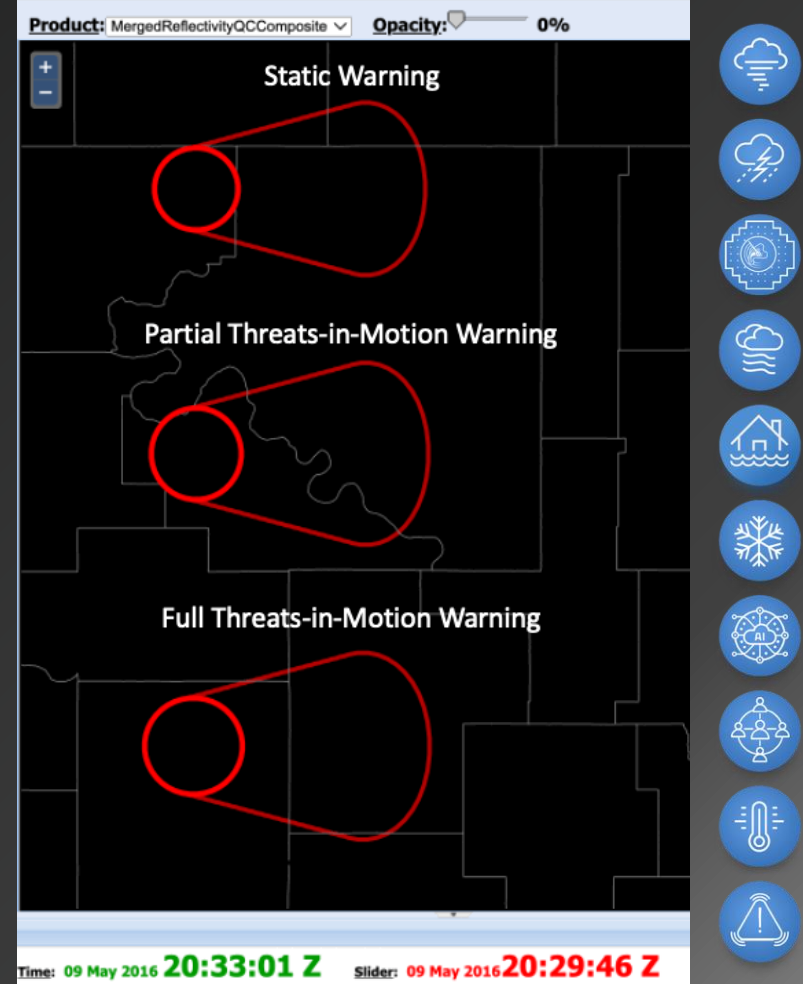 Product: MergedReflectivityQCComposite Opacity: 0%
+
−
Static Warning
Partial Threats-in-Motion Warning
Full Threats-in-Motion Warning
AI
!
Time: 09 May 2016 20:33:01 Z Slider: 09 May 2016 20:29:46 Z